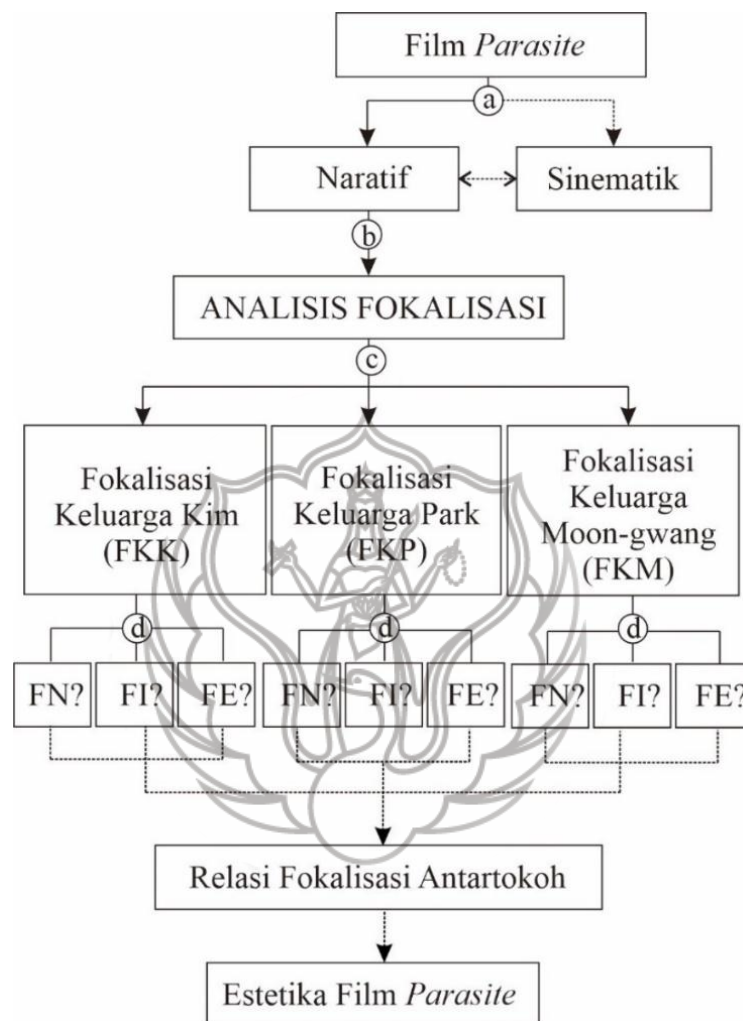 Film Parasite
a
Naratif
Sinematik
b
ANALISIS FOKALISASI
c
Fokalisasi
Keluarga Kim
(FKK)
Fokalisasi
Keluarga Park
(FKP)
Fokalisasi
Keluarga
Moon-gwang
(FKM)
d
d
d
FN?
FI?
FE?
FN?
FI?
FE?
FN?
FI?
FE?
Relasi Fokalisasi Antartokoh
Estetika Film Parasite